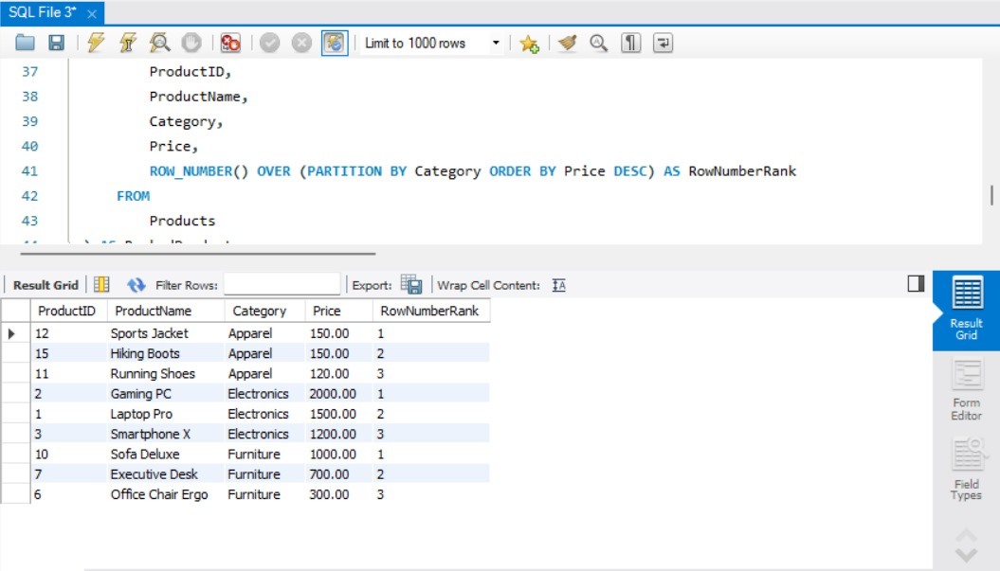 SQL File 3*
Limit to 1000 rows
37 ProductID,
38 ProductName,
39 Category,
40 Price,
41 ROW_NUMBER() OVER (PARTITION BY Category ORDER BY Price DESC) AS RowNumberRank
42 FROM
43 Products
Result Grid Filter Rows: Export: Wrap Cell Content:
ProductID ProductName Category Price RowNumberRank
12 Sports Jacket Apparel 150.00 1
15 Hiking Boots Apparel 150.00 2
11 Running Shoes Apparel 120.00 3
2 Gaming PC Electronics 2000.00 1
1 Laptop Pro Electronics 1500.00 2
3 Smartphone X Electronics 1200.00 3
10 Sofa Deluxe Furniture 1000.00 1
7 Executive Desk Furniture 700.00 2
6 Office Chair Ergo Furniture 300.00 3
Result
Grid
Form
Editor
Field
Types